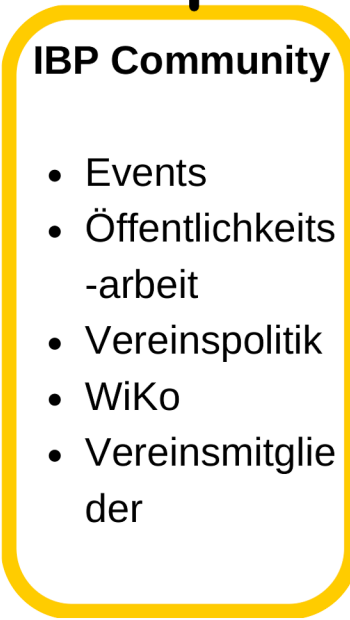 IBP Community
• Events
• Öffentlichkeits
-arbeit
• Vereinspolitik
• WiKo
• Vereinsmitglie
der